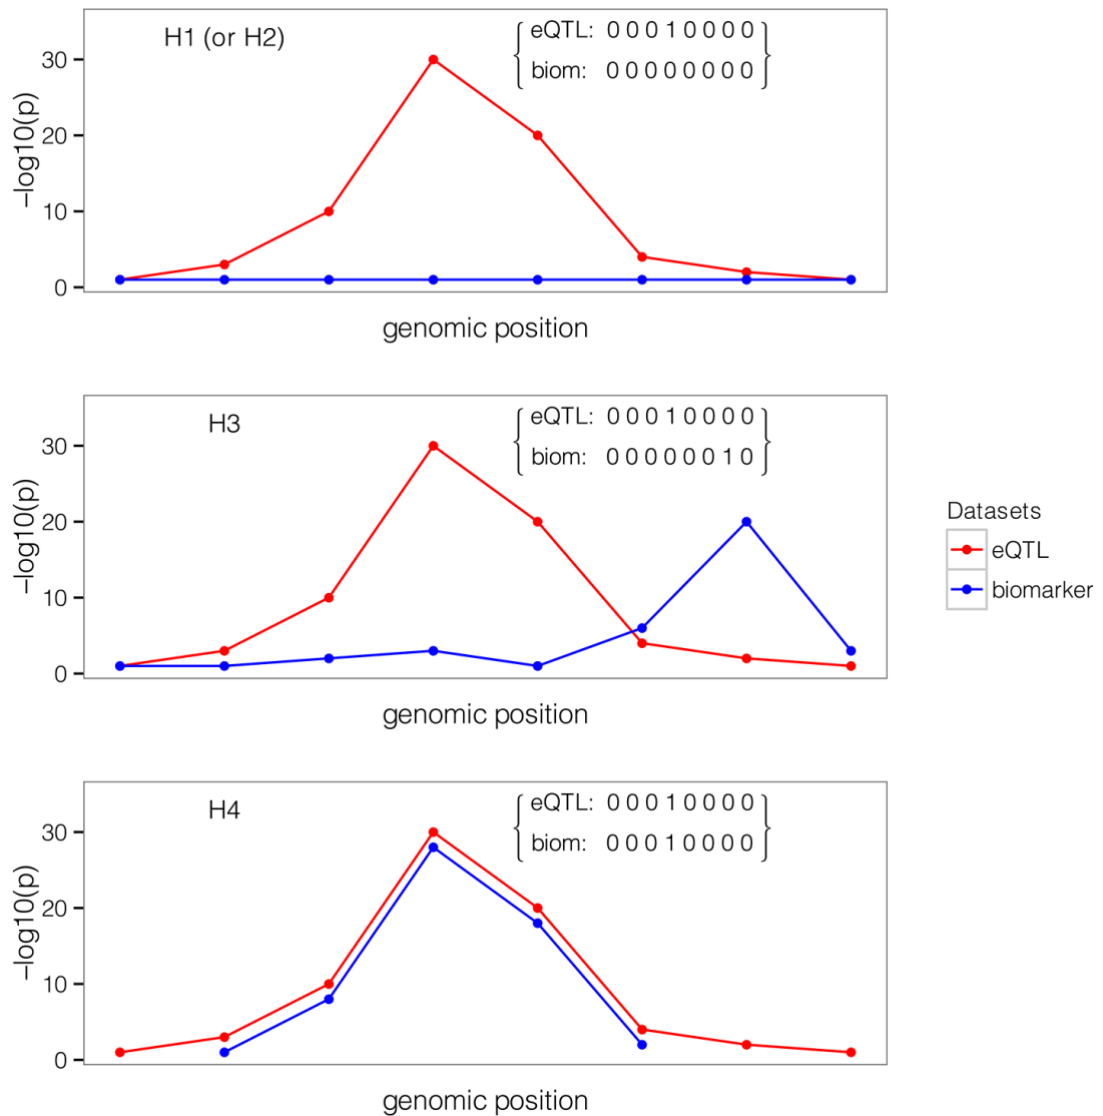 H1 (or H2)
eQTL: 0 0 0 1 0 0 0 0
biom: 0 0 0 0 0 0 0 0
30
20
10
0
−log10(p)
genomic position
H3
eQTL: 0 0 0 1 0 0 0 0
biom: 0 0 0 0 0 0 1 0
30
20
10
0
−log10(p)
genomic position
Datasets
eQTL
biomarker
H4
eQTL: 0 0 0 1 0 0 0 0
biom: 0 0 0 1 0 0 0 0
30
20
10
0
−log10(p)
genomic position